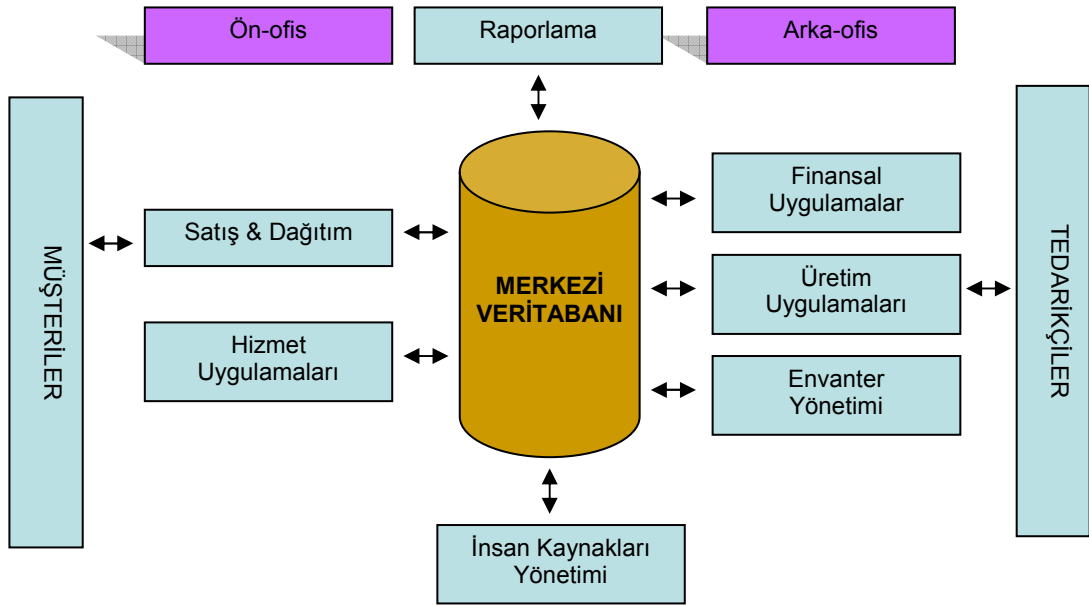 Ön-ofis
Raporlama
Arka-ofis
MÜŞTERİLER
Satış & Dağıtım
Hizmet
Uygulamaları
MERKEZİ
VERİTABANI
Finansal
Uygulamalar
Üretim
Uygulamaları
Envanter
Yönetimi
TEDARİKÇİLER
İnsan Kaynakları
Yönetimi